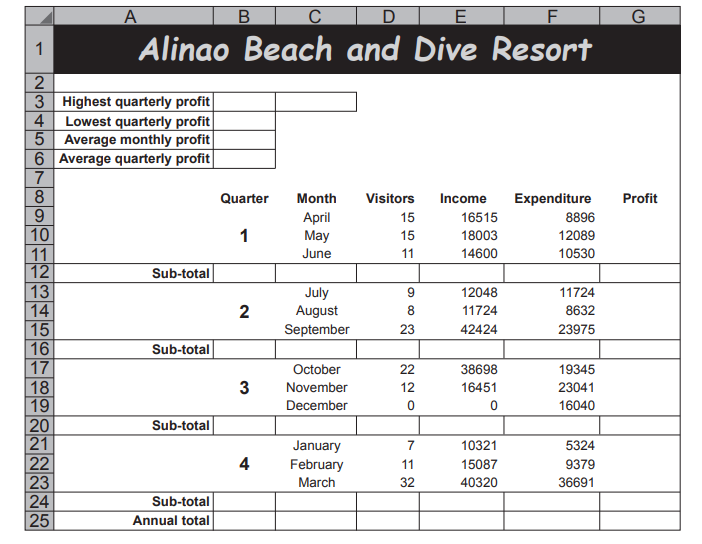 A B C D E F G
1 Alinao Beach and Dive Resort
2
3 Highest quarterly profit
4 Lowest quarterly profit
5 Average monthly profit
6 Average quarterly profit
7
8 Quarter Month Visitors Income Expenditure Profit
9 April 15 16515 8896
10 1 May 15 18003 12089
11 June 11 14600 10530
12 Sub-total
13 July 9 12048 11724
14 2 August 8 11724 8632
15 September 23 42424 23975
16 Sub-total
17 October 22 38698 19345
18 3 November 12 16451 23041
19 December 0 0 16040
20 Sub-total
21 January 7 10321 5324
22 4 February 11 15087 9379
23 March 32 40320 36691
24 Sub-total
25 Annual total